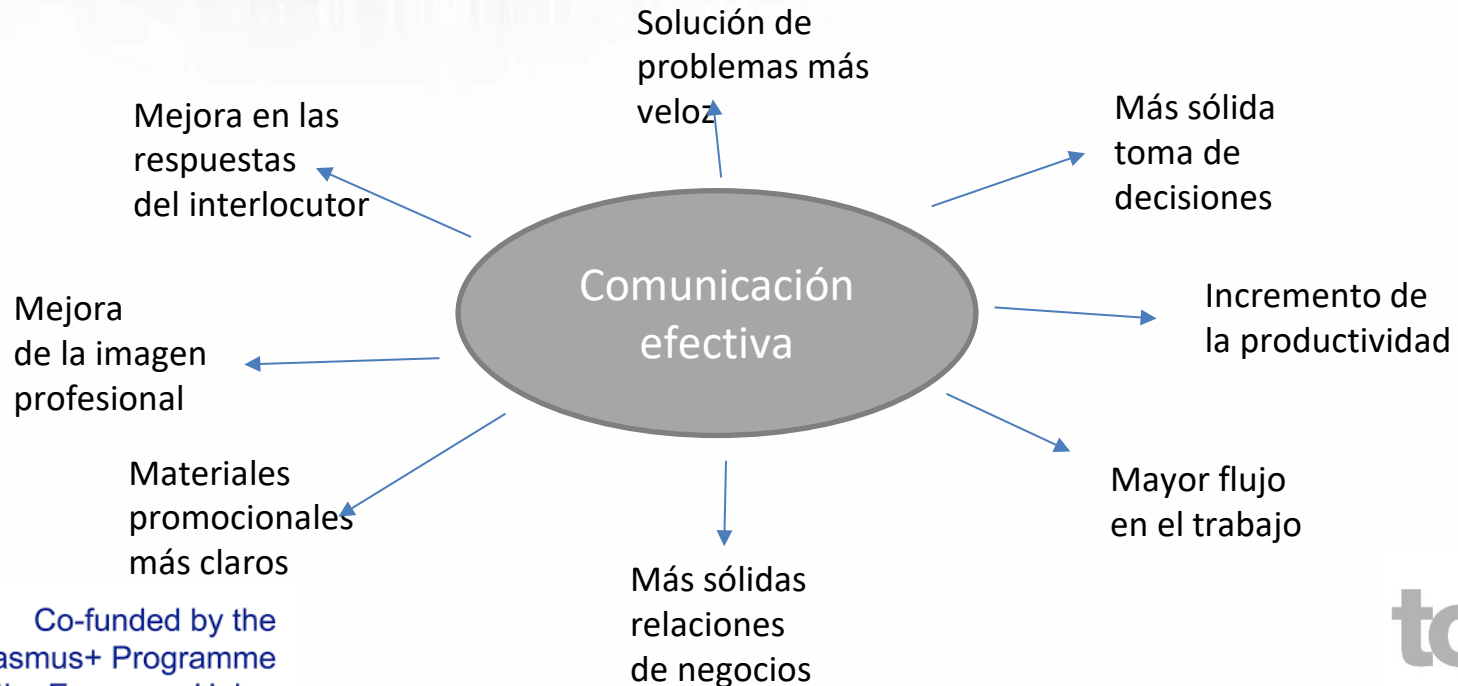 Solución de
problemas más
veloz
Más sólida
toma de
decisiones
Mejora en las
respuestas
del interlocutor
Comunicación
efectiva
Incremento de
la productividad
Mejora
de la imagen
profesional
Mayor flujo
en el trabajo
Materiales
promocionales
más claros
Más sólidas
relaciones
de negocios
Co-funded by the
asmus+ Programme